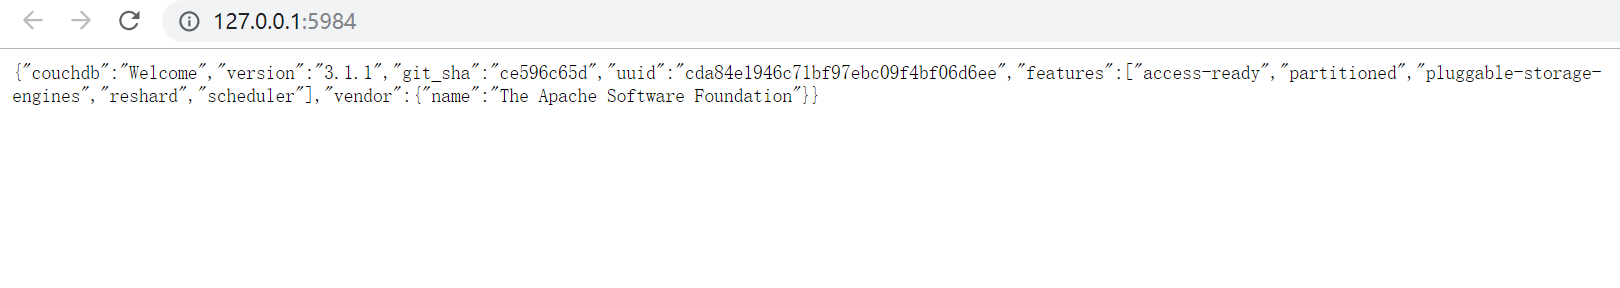 127.0.0.1:5984
{"couchdb":"Welcome","version":"3.1.1","git_sha":"ce596c65d","uuid":"cda84e1946c71bf97ebc09f4bf06d6ee","features":["access-ready","partitioned","pluggable-storage-
engines","reshard","scheduler"],"vendor":{"name":"The Apache Software Foundation"}}